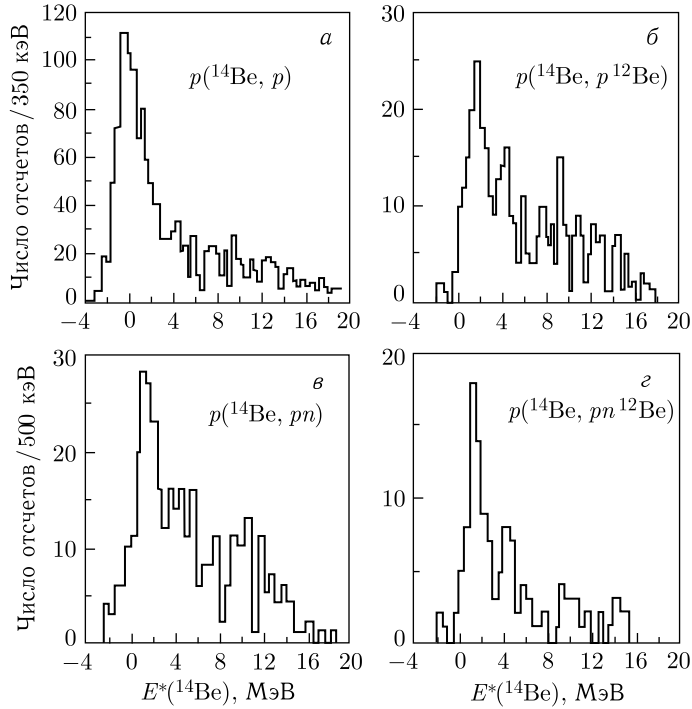 Число отсчетов/350 кэВ
120
100
80
60
40
20
0
а
p(¹⁴Be, p)
−4 0 4 8 12 16 20
30
20
10
0
б
p(¹⁴Be, p ¹²Be)
−4 0 4 8 12 16 20
Число отсчетов/500 кэВ
30
20
10
0
в
p(¹⁴Be, pn)
−4 0 4 8 12 16 20
E*(¹⁴Be), МэВ
20
10
0
г
p(¹⁴Be, pn ¹²Be)
−4 0 4 8 12 16 20
E*(¹⁴Be), МэВ